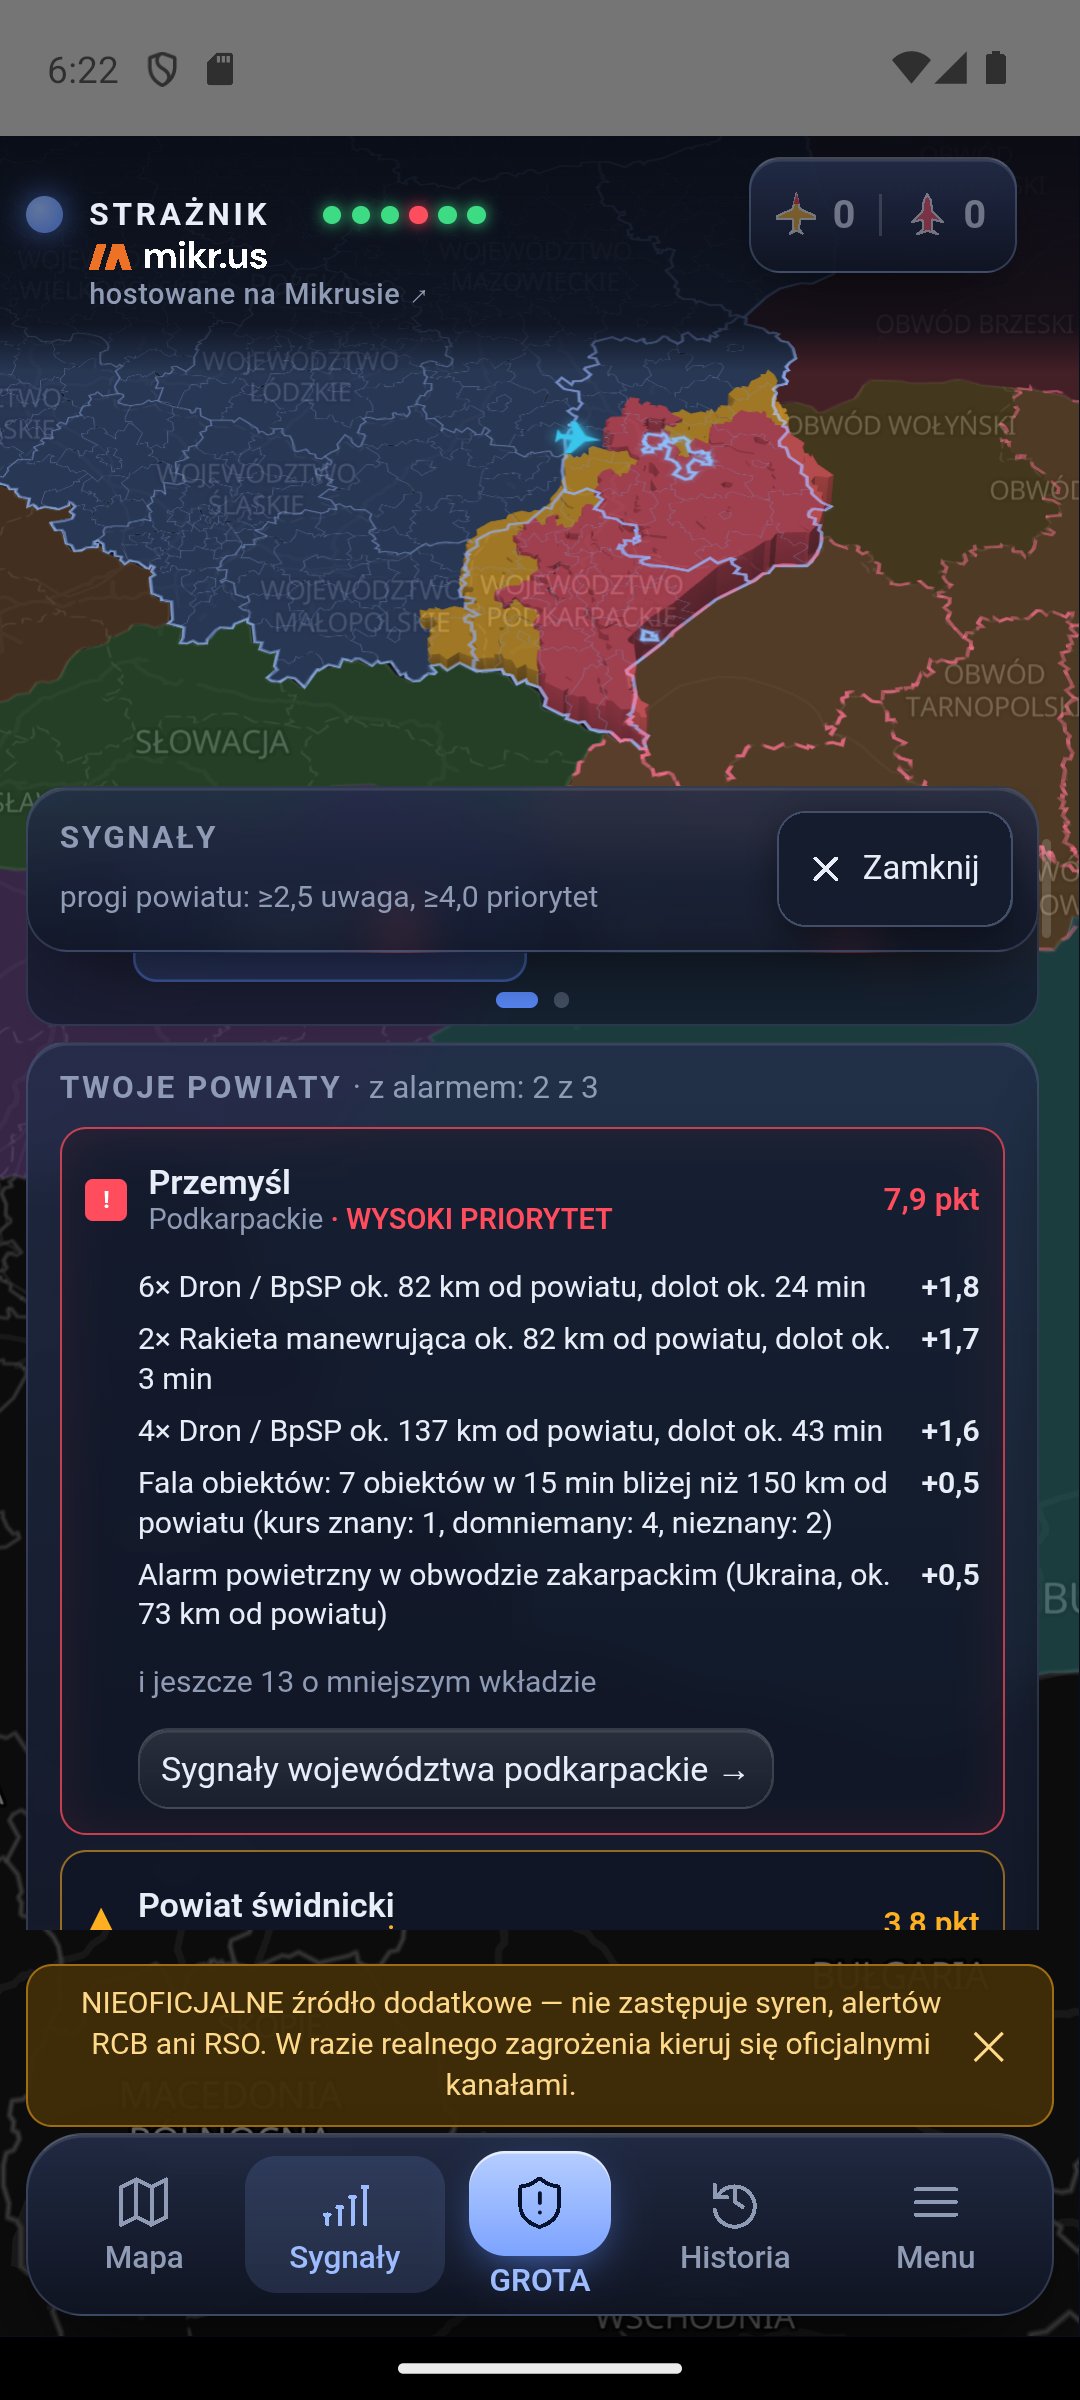 6:22
STRAŻNIK
mikr.us
hostowane na Mikrusie ↗
0 | 0
WOJEWÓDZTWO
MAZOWIECKIE
OBWÓD BRZESKI
WOJEWÓDZTWO
ŁÓDZKIE
OBWÓD WOŁYŃSKI
WOJEWÓDZTWO
ŚLĄSKIE
WOJEWÓDZTWO
MAŁOPOLSKIE
WOJEWÓDZTWO
PODKARPACKIE
OBWÓD
TARNOPOLSKI
SŁOWACJA
SYGNAŁY
progi powiatu: ≥2,5 uwaga, ≥4,0 priorytet
Zamknij
TWOJE POWIATY · z alarmem: 2 z 3
Przemyśl
Podkarpackie · WYSOKI PRIORYTET
7,9 pkt
6× Dron / BpSP ok. 82 km od powiatu, dolot ok. 24 min +1,8
2× Rakieta manewrująca ok. 82 km od powiatu, dolot ok. +1,7
3 min
4× Dron / BpSP ok. 137 km od powiatu, dolot ok. 43 min +1,6
Fala obiektów: 7 obiektów w 15 min bliżej niż 150 km od +0,5
powiatu (kurs znany: 1, domniemany: 4, nieznany: 2)
Alarm powietrzny w obwodzie zakarpackim (Ukraina, ok. +0,5
73 km od powiatu)
i jeszcze 13 o mniejszym wkładzie
Sygnały województwa podkarpackie →
Powiat świdnicki
3,8 pkt
BUŁGARIA
NIEOFICJALNE źródło dodatkowe — nie zastępuje syren, alertów
RCB ani RSO. W razie realnego zagrożenia kieruj się oficjalnymi
kanałami.
MACEDONIA
PÓŁNOCNA
Mapa
Sygnały
GROTA
Historia
Menu
WSCHODNIA